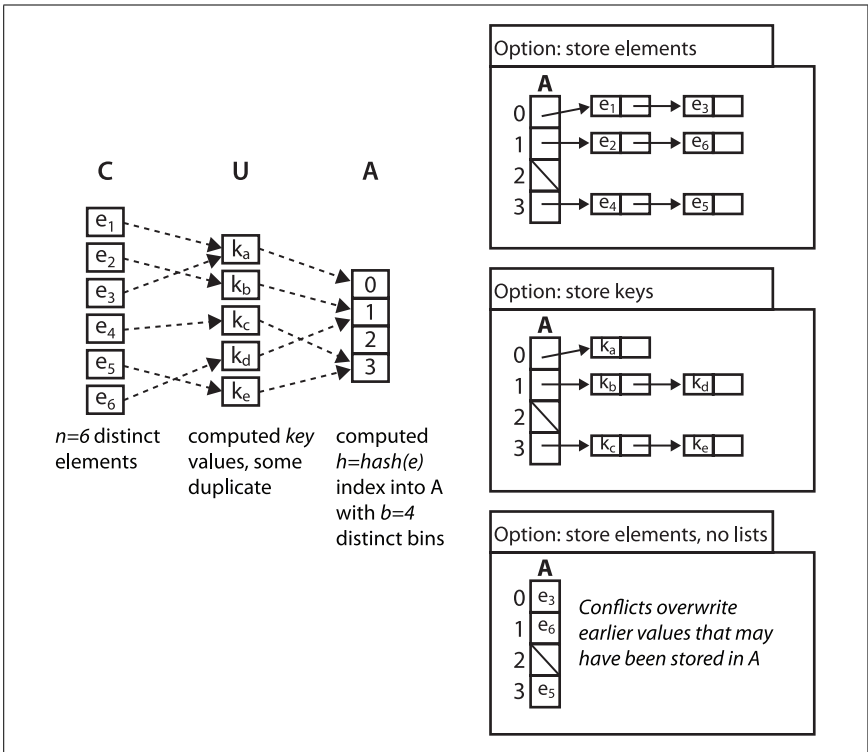 C
U
A
e1
e2
e3
e4
e5
e6
ka
kb
kc
kd
ke
0
1
2
3
n=6 distinct
elements
computed key
values, some
duplicate
computed
h=hash(e)
index into A
with b=4
distinct bins
Option: store elements
A
0 e1 e3
1 e2 e6
2
3 e4 e5
Option: store keys
A
0 ka
1 kb kd
2
3 kc ke
Option: store elements, no lists
A
0 e3
1 e6
2
3 e5
Conflicts overwrite
earlier values that may
have been stored in A